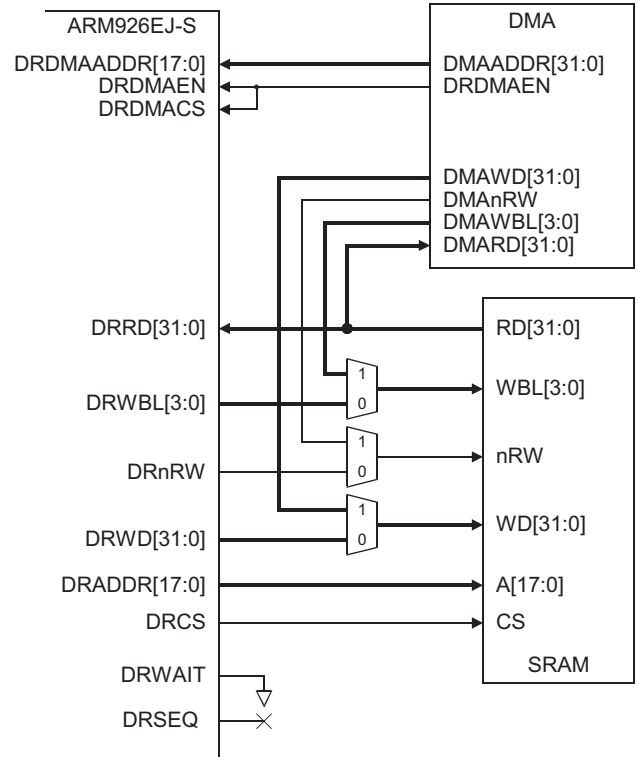 ARM926EJ-S
DRDMAADDR[17:0]
DRDMAEN
DRDMACS
DRRD[31:0]
DRWBL[3:0]
DRnRW
DRWD[31:0]
DRADDR[17:0]
DRCS
DRWAIT
DRSEQ
1
0
1
0
1
0
DMA
DMAADDR[31:0]
DRDMAEN
DMAWD[31:0]
DMAnRW
DMAWBL[3:0]
DMARD[31:0]
RD[31:0]
WBL[3:0]
nRW
WD[31:0]
A[17:0]
CS
SRAM